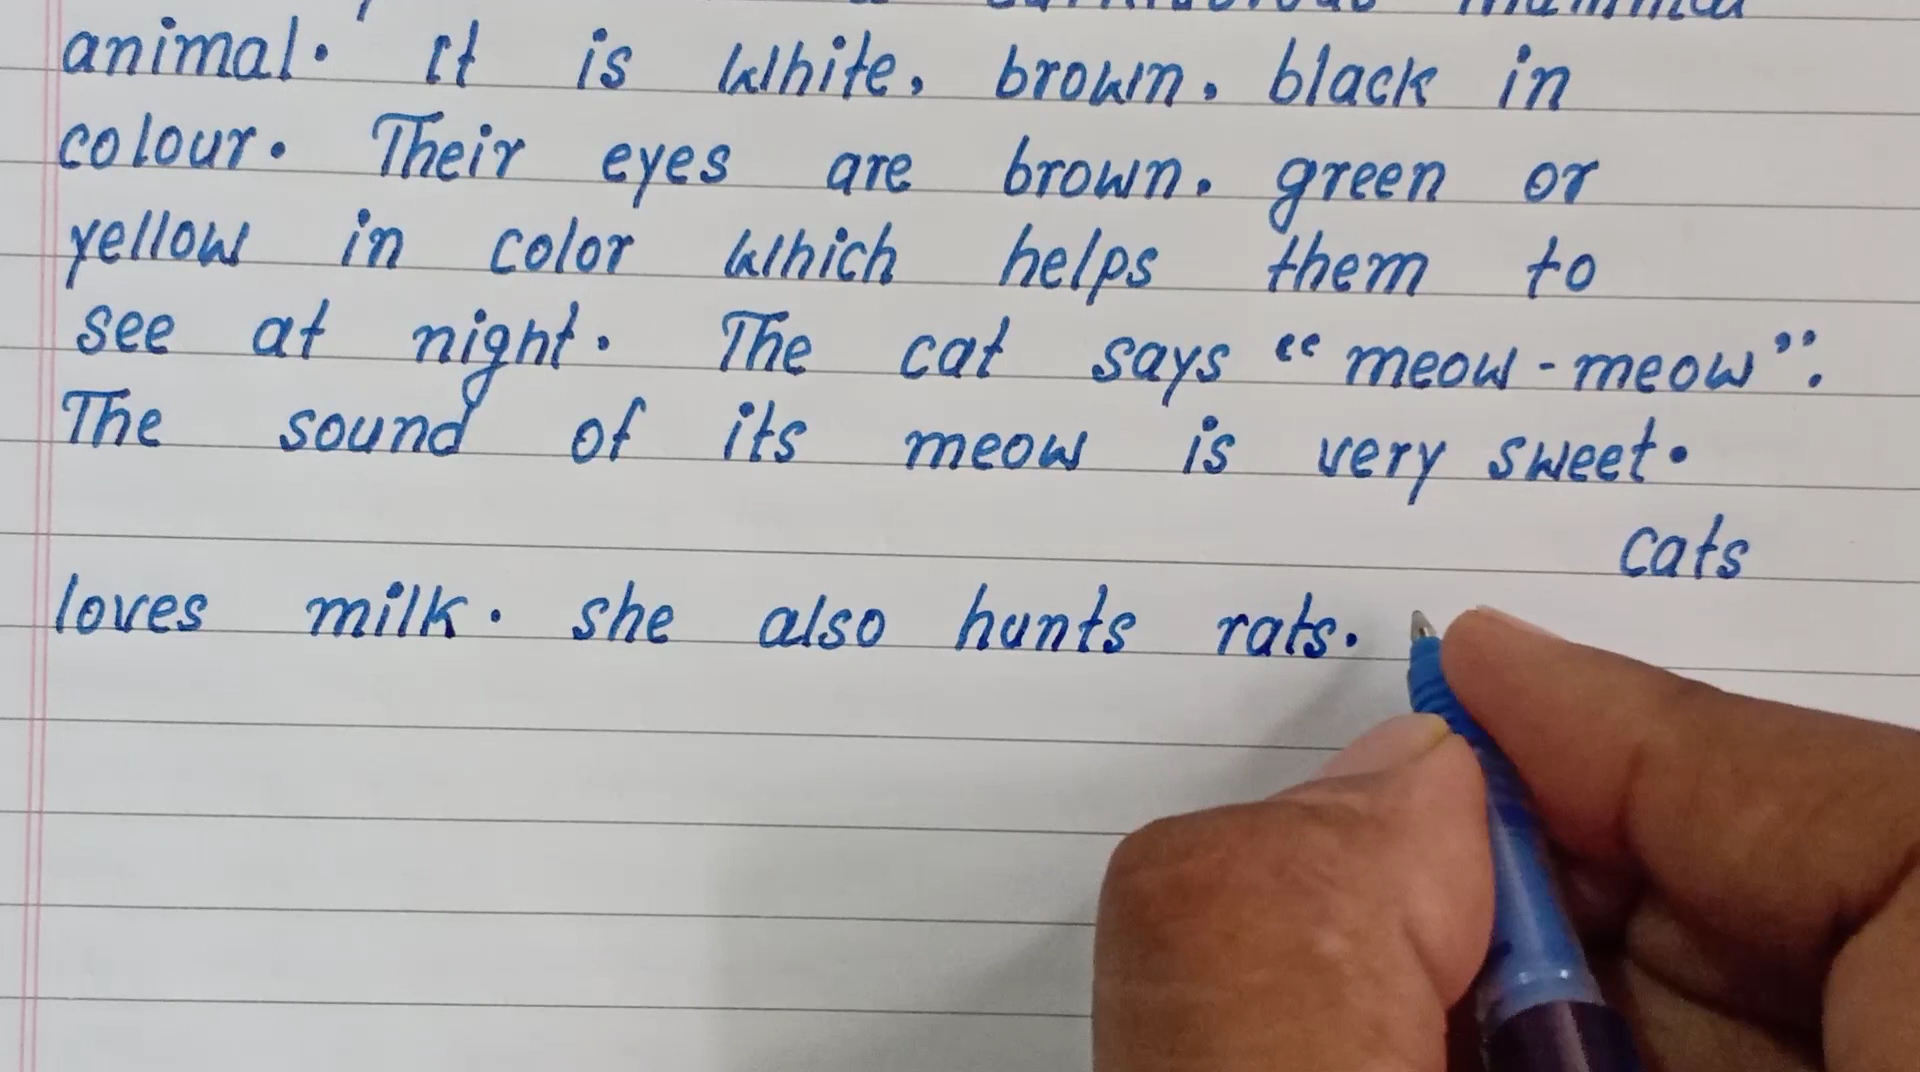 animal. It is white, brown, black in
colour. Their eyes are brown, green or
yellow in color which helps them to
see at night. The cat says "meow-meow".
The sound of its meow is very sweet.
cats
loves milk. she also hunts rats.